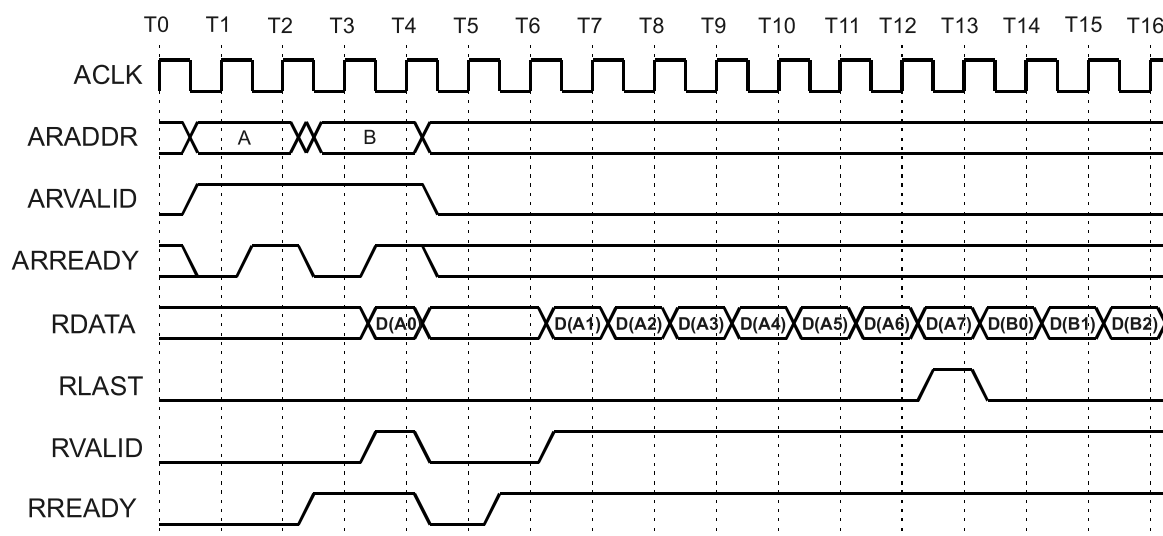 T0 T1 T2 T3 T4 T5 T6 T7 T8 T9 T10 T11 T12 T13 T14 T15 T16
ACLK
ARADDR A B
ARVALID
ARREADY
RDATA D(A0) D(A1) D(A2) D(A3) D(A4) D(A5) D(A6) D(A7) D(B0) D(B1) D(B2)
RLAST
RVALID
RREADY